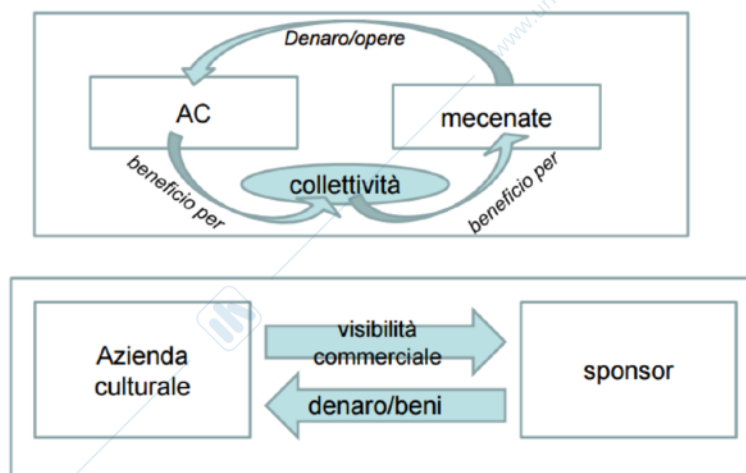 Denaro/opere
AC
mecenate
beneficio per
collettività
beneficio per
Azienda
culturale
visibilità
commerciale
denaro/beni
sponsor